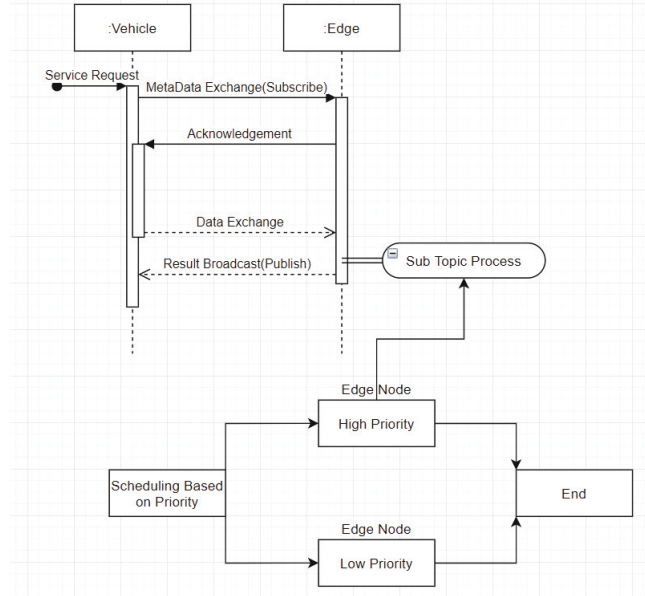 :Vehicle
:Edge
Service Request
MetaData Exchange(Subscribe)
Acknowledgement
Data Exchange
Result Broadcast(Publish)
Sub Topic Process
Edge Node
High Priority
Scheduling Based
on Priority
End
Edge Node
Low Priority